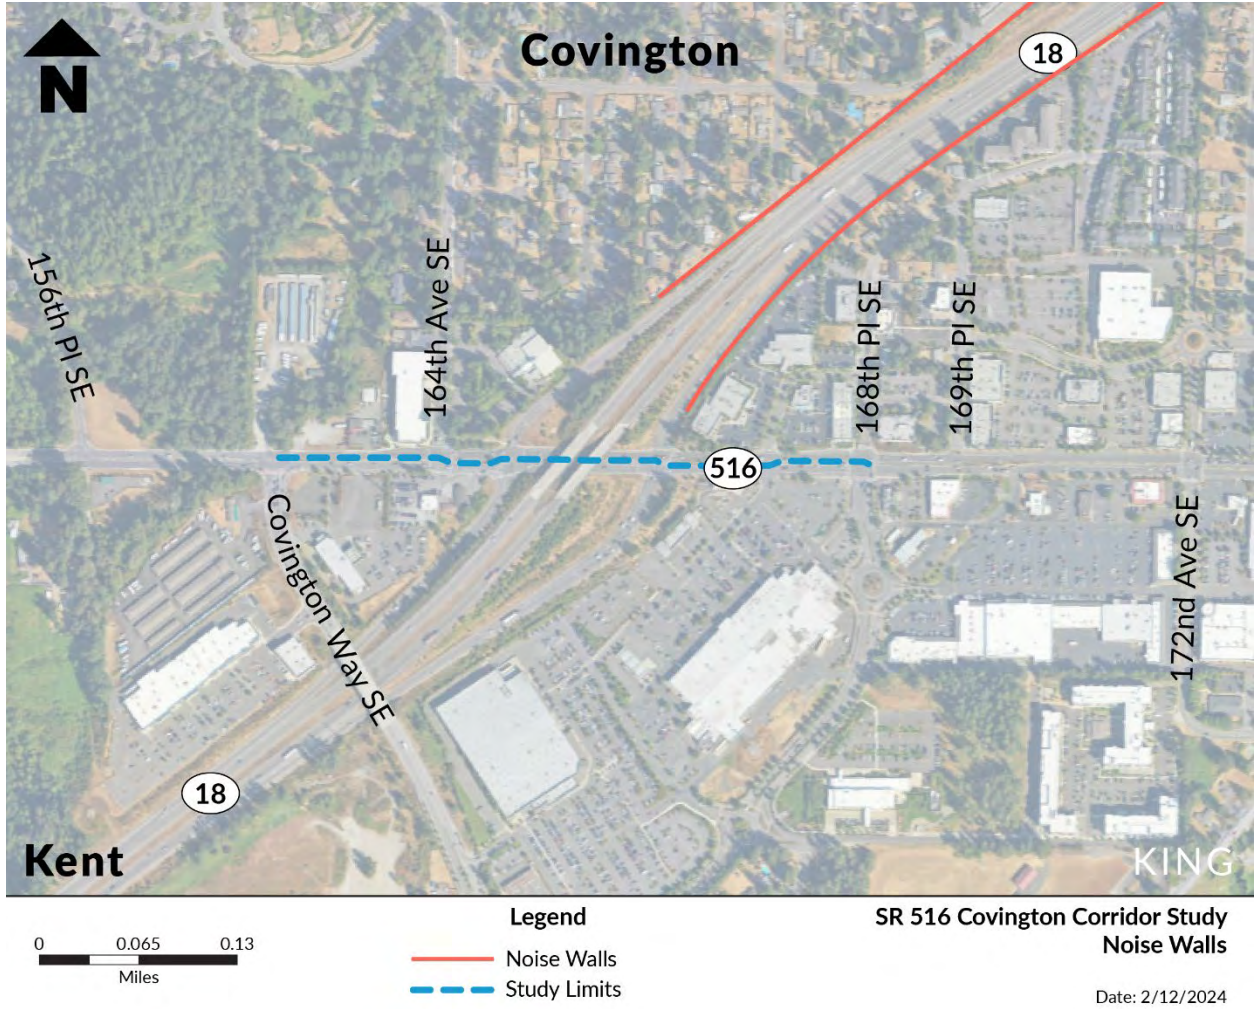 N
Covington
18
156th Pl SE
164th Ave SE
168th Pl SE
169th Pl SE
516
Covington Way SE
172nd Ave SE
18
Kent
KING
0 0.065 0.13
Miles
Legend
Noise Walls
Study Limits
SR 516 Covington Corridor Study
Noise Walls
Date: 2/12/2024